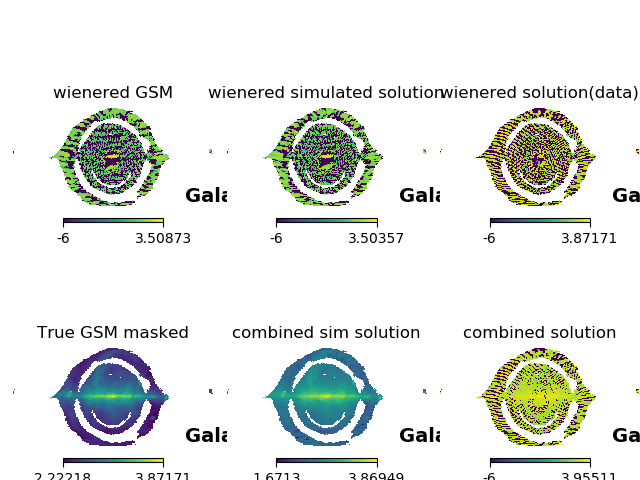 wienered GSM
wienered simulated solution
wienered solution(data)
Gala
Gala
Ga
-6 3.50873
-6 3.50357
-6 3.87171
True GSM masked
combined sim solution
combined solution
Gala
Gala
Ga
2.22218 3.87171
1.6713 3.86949
-6 3.95511